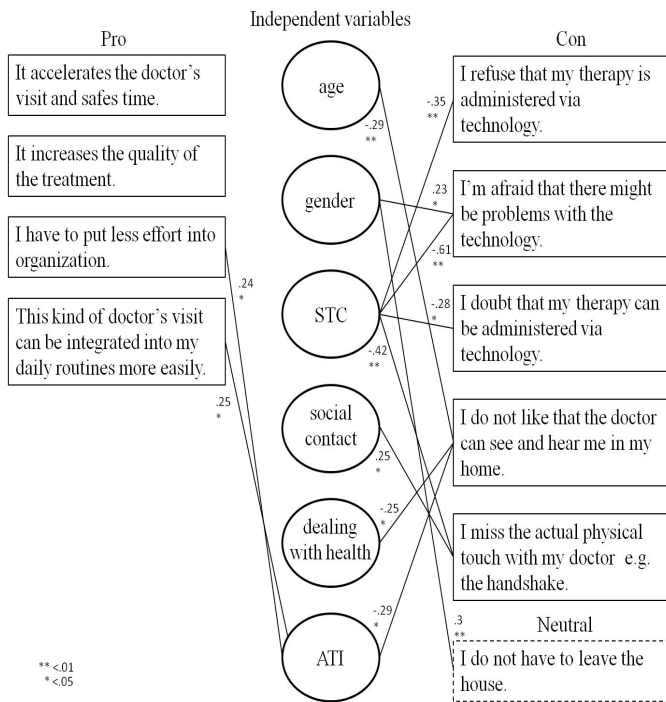 Independent variables
Pro
It accelerates the doctor's
visit and safes time.
It increases the quality of
the treatment.
I have to put less effort into
organization.
This kind of doctor's visit
can be integrated into my
daily routines more easily.
.24
*
.25
*
** <.01
* <.05
age
gender
STC
social
contact
dealing
with health
ATI
-.29
**
-.35
**
.23
*
-.61
**
-.28
*
-.42
**
.25
*
-.25
*
-.29
*
.3
**
Con
I refuse that my therapy is
administered via
technology.
I'm afraid that there might
be problems with the
technology.
I doubt that my therapy can
be administered via
technology.
I do not like that the doctor
can see and hear me in my
home.
I miss the actual physical
touch with my doctor e.g.
the handshake.
Neutral
I do not have to leave the
house.